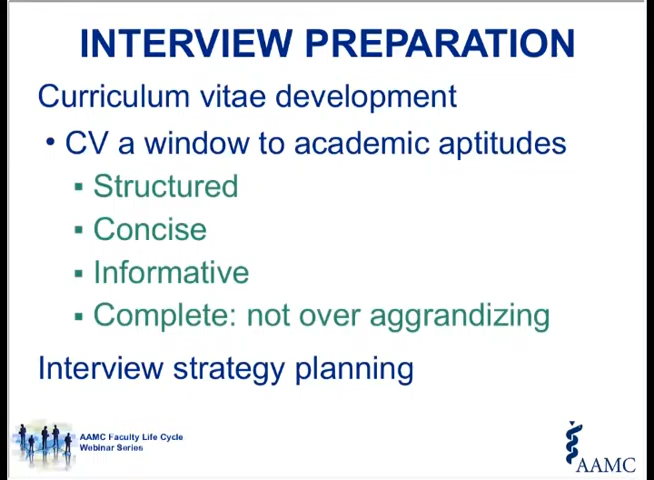 INTERVIEW PREPARATION
Curriculum vitae development
• CV a window to academic aptitudes
▪ Structured
▪ Concise
▪ Informative
▪ Complete: not over aggrandizing
Interview strategy planning
AAMC Faculty Life Cycle
Webinar Series
AAMC